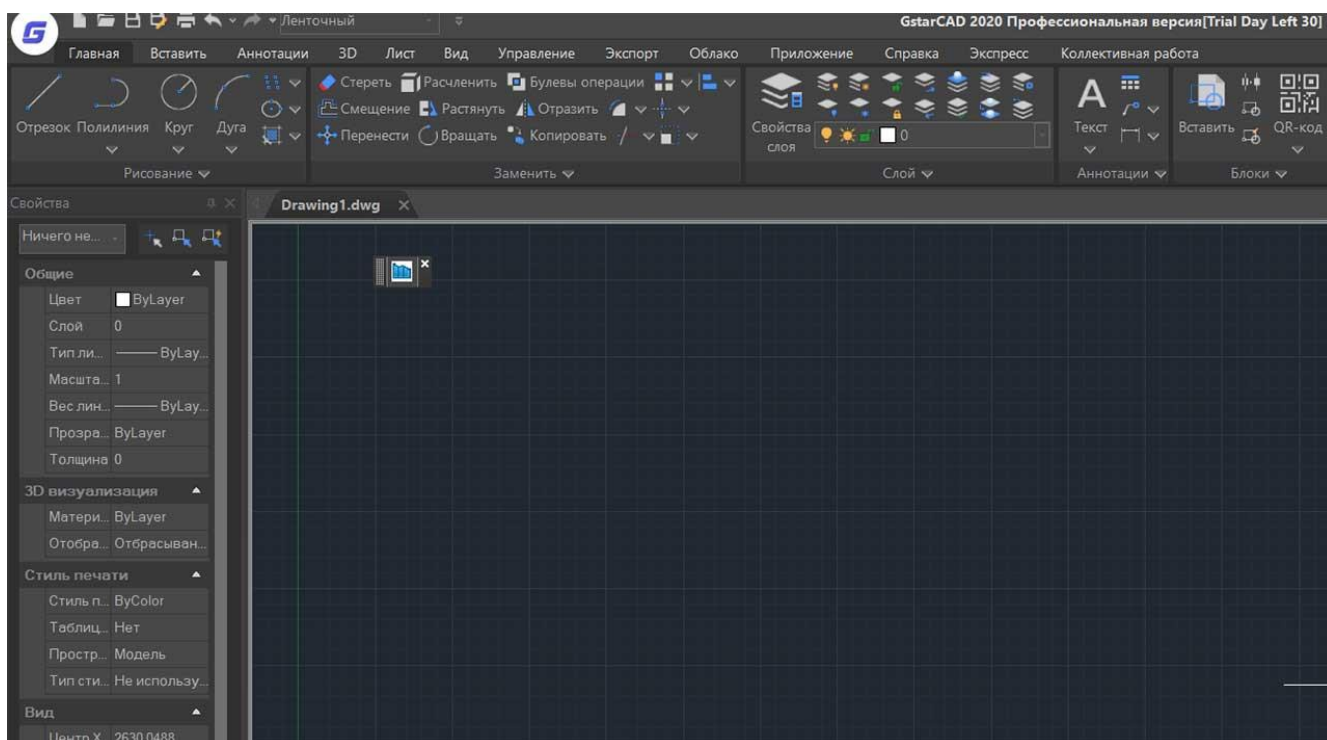 Ленточный
GstarCAD 2020 Профессиональная версия[Trial Day Left 30]
Главная Вставить Аннотации 3D Лист Вид Управление Экспорт Облако Приложение Справка Экспресс Коллективная работа
Стереть Расчленить Булевы операции
Смещение Растянуть Отразить
Отрезок Полилиния Круг Дуга
Перенести Вращать Копировать
Свойства слоя
0
Текст
Вставить
QR-код
Рисование Заменить Слой Аннотации Блоки
Свойства
Drawing1.dwg
Ничего не...
Общие
Цвет ByLayer
Слой 0
Тип ли... ByLay...
Масшта... 1
Вес лин... ByLay...
Прозра... ByLayer
Толщина 0
3D визуализация
Матери... ByLayer
Отобра... Отбрасыван...
Стиль печати
Стиль п... ByColor
Таблиц... Нет
Простр... Модель
Тип сти... Не использу...
Вид
Центр X 2630.0488